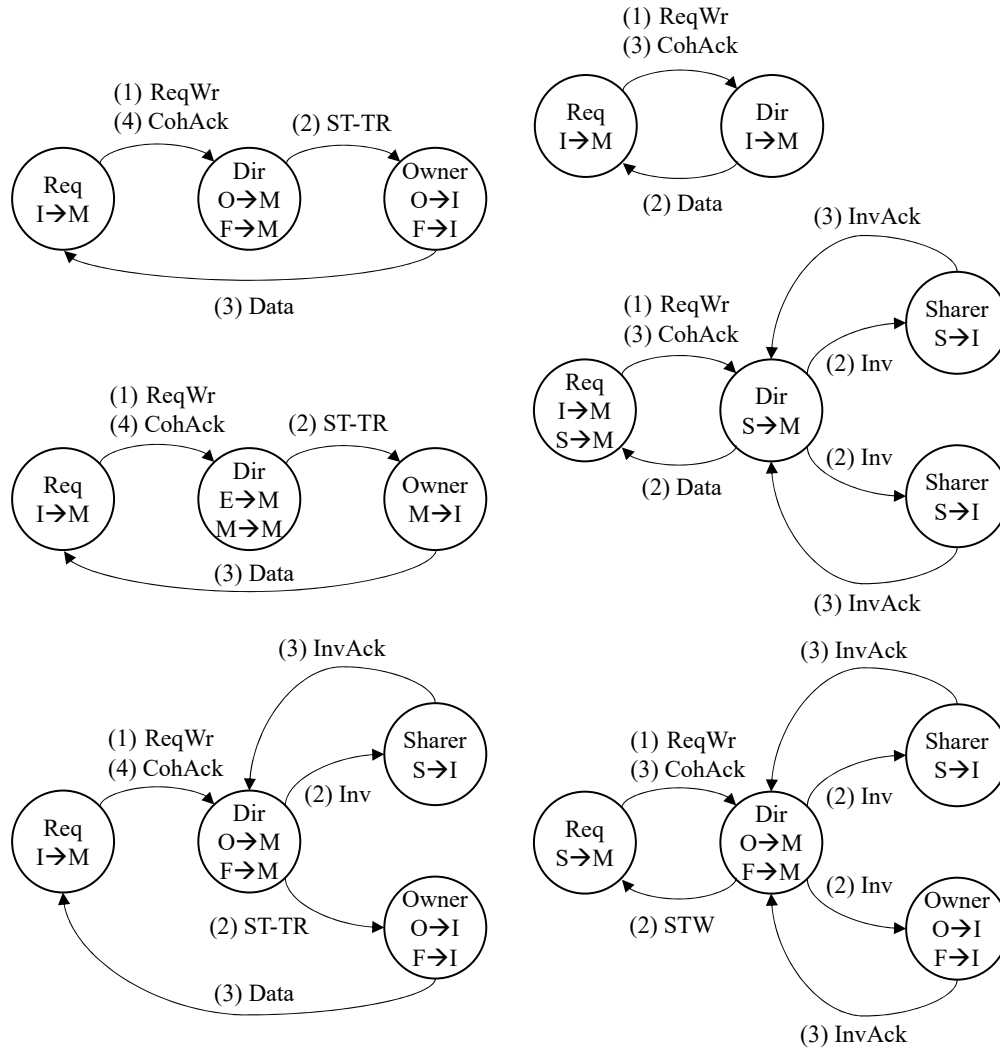 (1) ReqWr
(4) CohAck
(2) ST-TR
Req
I→M
Dir
O→M
F→M
Owner
O→I
F→I
(3) Data
(1) ReqWr
(3) CohAck
Req
I→M
Dir
I→M
(2) Data
(1) ReqWr
(4) CohAck
(2) ST-TR
Req
I→M
Dir
E→M
M→M
Owner
M→I
(3) Data
(3) InvAck
(1) ReqWr
(3) CohAck
Sharer
S→I
(2) Inv
Req
I→M
S→M
Dir
S→M
(2) Data
(2) Inv
Sharer
S→I
(3) InvAck
(3) InvAck
(1) ReqWr
(4) CohAck
Sharer
S→I
(2) Inv
Req
I→M
Dir
O→M
F→M
(2) ST-TR
Owner
O→I
F→I
(3) Data
(3) InvAck
(1) ReqWr
(3) CohAck
Sharer
S→I
(2) Inv
Req
S→M
Dir
O→M
F→M
(2) STW
(2) Inv
Owner
O→I
F→I
(3) InvAck